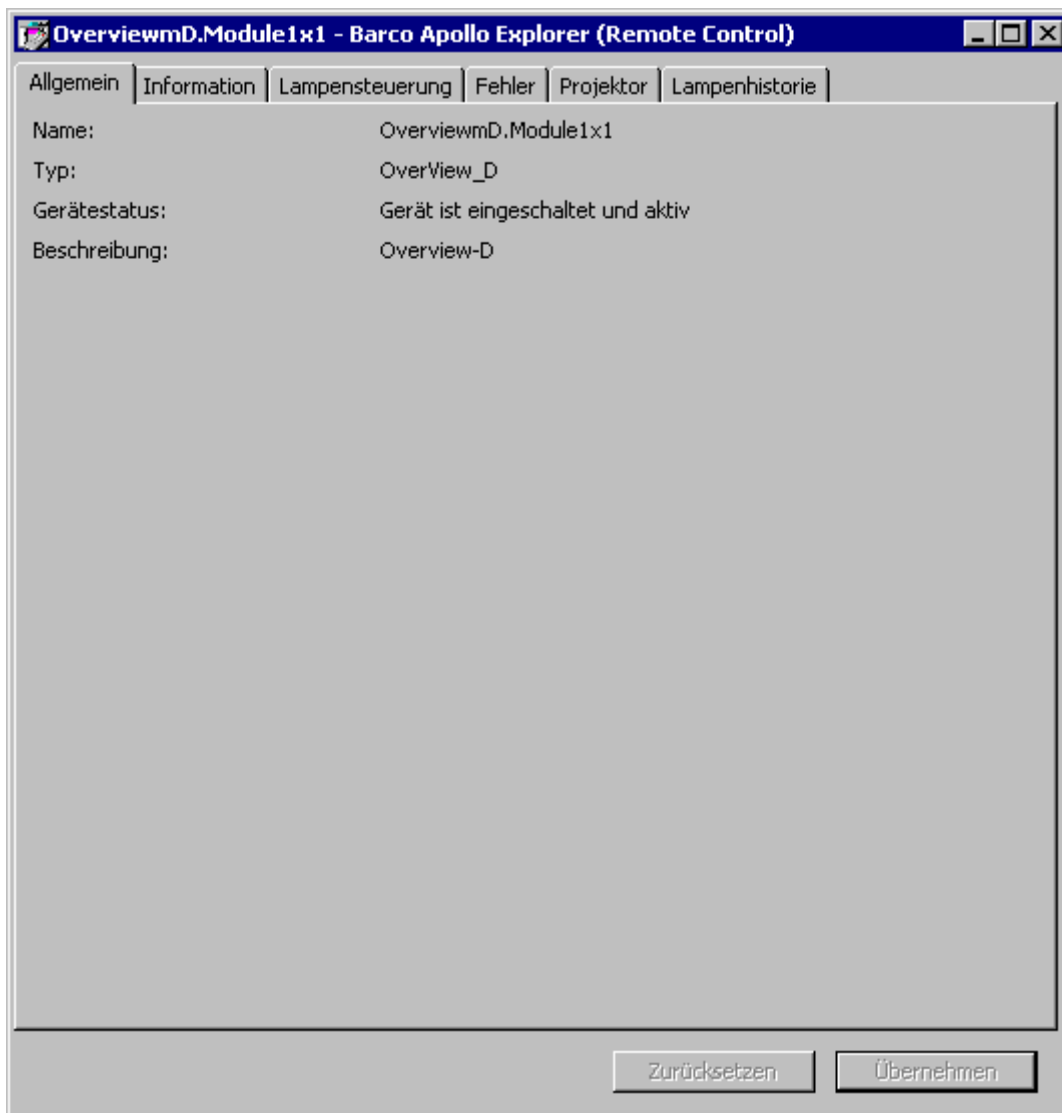 OverviewmD.Module1x1 - Barco Apollo Explorer (Remote Control)
Allgemein Information Lampensteuerung Fehler Projektor Lampenhistorie
Name: OverviewmD.Module1x1
Typ: OverView_D
Gerätestatus: Gerät ist eingeschaltet und aktiv
Beschreibung: Overview-D
Zurücksetzen Übernehmen